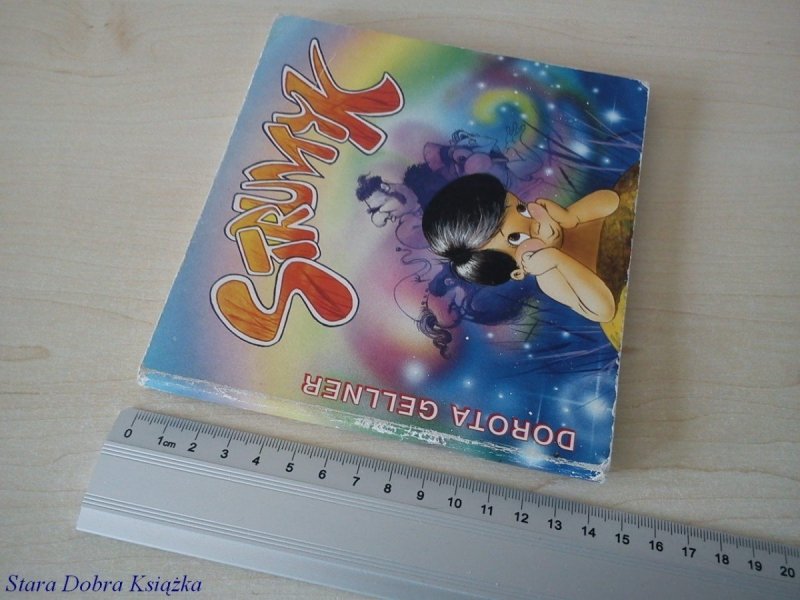 STRUMYK
DOROTA GELLNER
0 1cm 2 3 4 5 6 7 8 9 10 11 12 13 14 15 16 17 18 19 20
Stara Dobra Książka